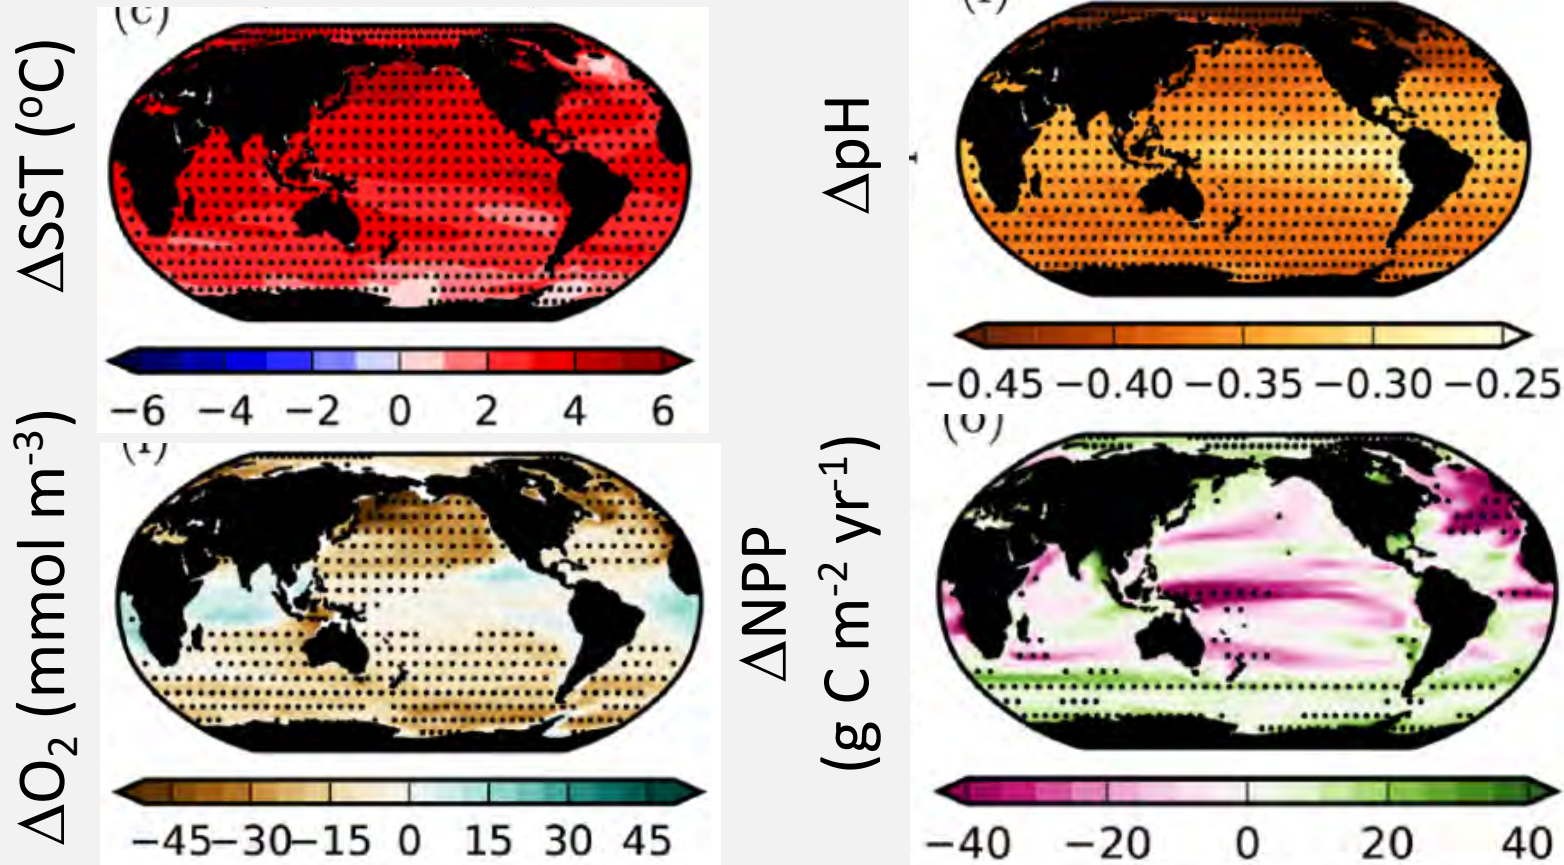 (c)
ΔSST (ºC)
−6 −4 −2 0 2 4 6
ΔpH
−0.45 −0.40 −0.35 −0.30 −0.25
ΔO₂ (mmol m⁻³)
−45 −30 −15 0 15 30 45
ΔNPP
(g C m⁻² yr⁻¹)
−40 −20 0 20 40